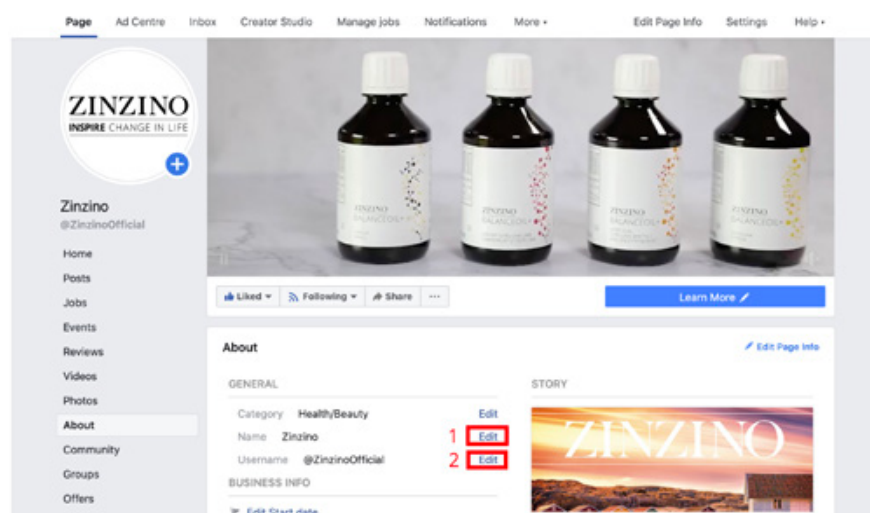 Page Ad Centre Inbox Creator Studio Manage jobs Notifications More Edit Page Info Settings Help
ZINZINO
INSPIRE CHANGE IN LIFE
Zinzino
@ZinzinoOfficial
Home
Posts
Jobs
Events
Reviews
Videos
Photos
About
Community
Groups
Offers
ZINZINO
BALANCEOIL+
ZINZINO
BALANCEOIL+
ZINZINO
BALANCEOIL+
ZINZINO
BALANCEOIL+
Liked Following Share ...
Learn More
About
Edit Page Info
GENERAL
Category Health/Beauty Edit
Name Zinzino 1 Edit
Username @ZinzinoOfficial 2 Edit
BUSINESS INFO
Edit Start date
STORY
ZINZINO